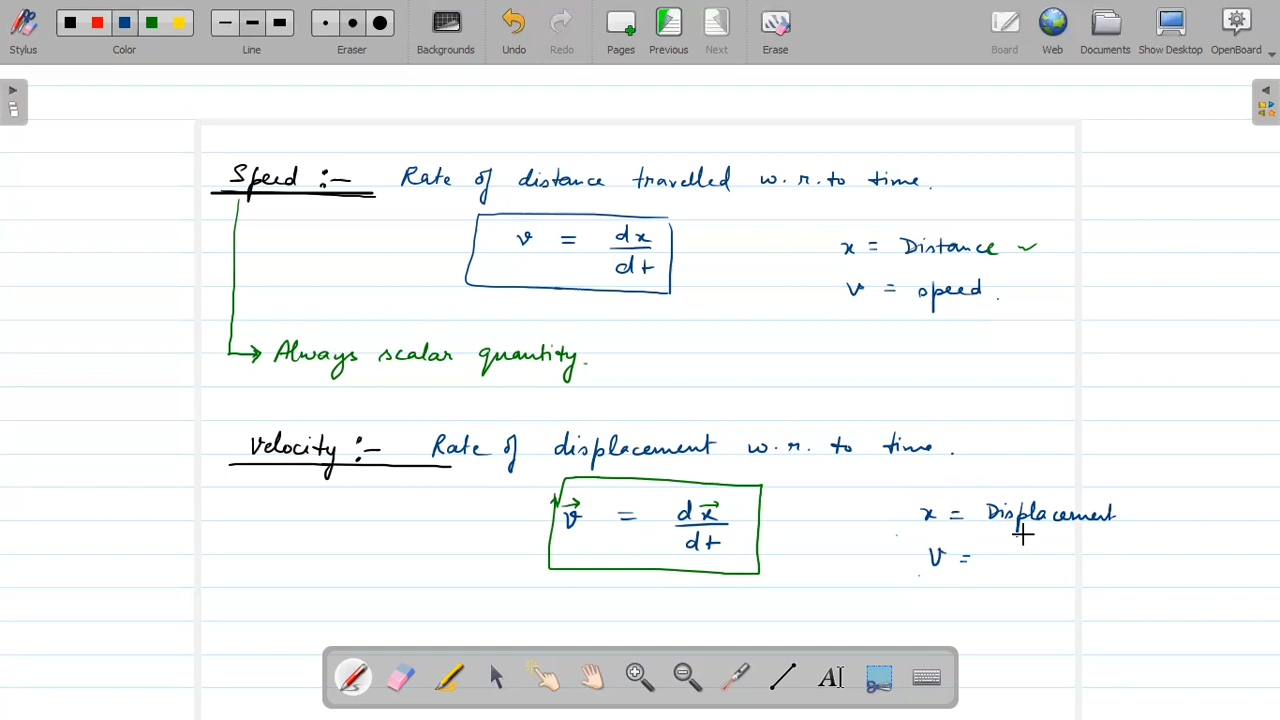 Stylus Color Line Eraser Backgrounds Undo Redo Pages Previous Next Erase Board Web Documents Show Desktop OpenBoard
Speed :- Rate of distance travelled w.r.to time.
v = dx/dt
x = Distance
v = speed.
Always scalar quantity.
Velocity :- Rate of displacement w.r.to time.
v⃗ = dx⃗/dt
x = Displacement
V =
AI